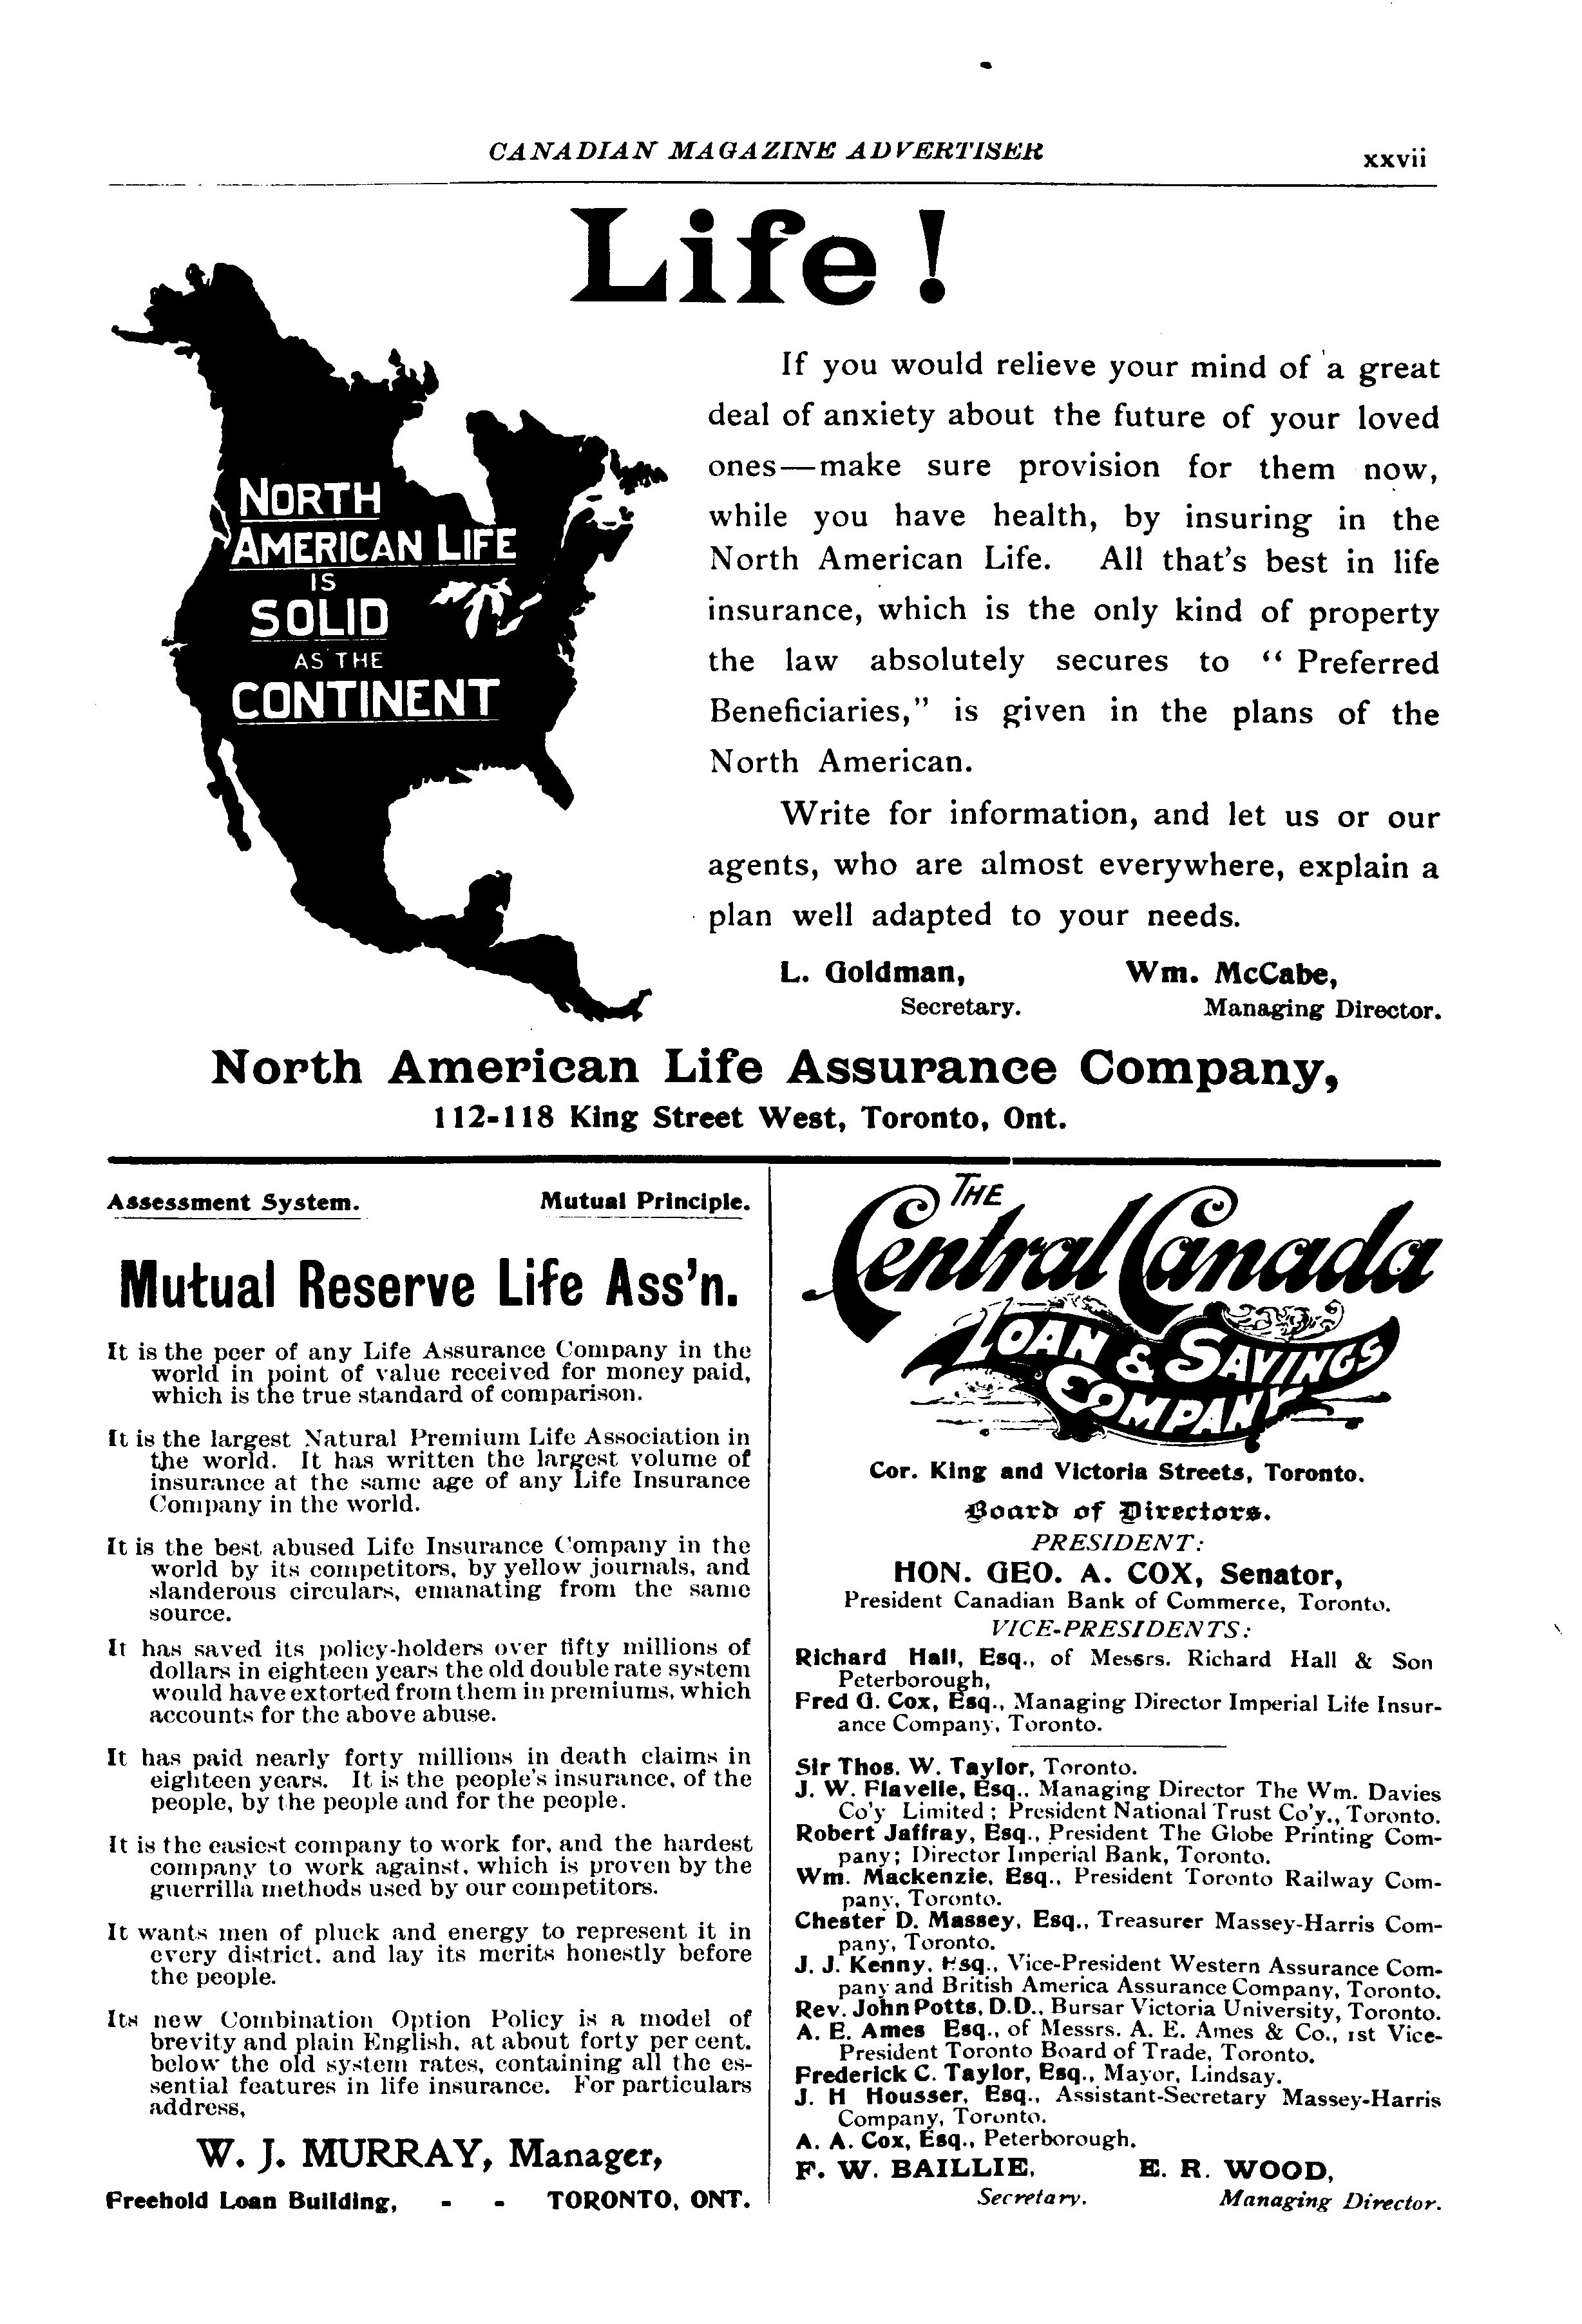 CANADIAN MAGAZINE ADVERTISER
xxvii
Life!
NORTH
AMERICAN LIFE
IS
SOLID
AS THE
CONTINENT
If you would relieve your mind of a great
deal of anxiety about the future of your loved
ones—make sure provision for them now,
while you have health, by insuring in the
North American Life. All that's best in life
insurance, which is the only kind of property
the law absolutely secures to “Preferred
Beneficiaries,” is given in the plans of the
North American.
Write for information, and let us or our
agents, who are almost everywhere, explain a
plan well adapted to your needs.
L. Goldman,
Secretary.
Wm. McCabe,
Managing Director.
North American Life Assurance Company,
112-118 King Street West, Toronto, Ont.
Assessment System. Mutual Principle.
Mutual Reserve Life Ass'n.
It is the peer of any Life Assurance Company in the
world in point of value received for money paid,
which is the true standard of comparison.
It is the largest Natural Premium Life Association in
the world. It has written the largest volume of
insurance at the same age of any Life Insurance
Company in the world.
It is the best abused Life Insurance Company in the
world by its competitors, by yellow journals, and
slanderous circulars, emanating from the same
source.
It has saved its policy-holders over fifty millions of
dollars in eighteen years the old double rate system
would have extorted from them in premiums, which
accounts for the above abuse.
It has paid nearly forty millions in death claims in
eighteen years. It is the people's insurance, of the
people, by the people and for the people.
It is the easiest company to work for, and the hardest
company to work against, which is proven by the
guerrilla methods used by our competitors.
It wants men of pluck and energy to represent it in
every district, and lay its merits honestly before
the people.
Its new Combination Option Policy is a model of
brevity and plain English, at about forty per cent.
below the old system rates, containing all the es-
sential features in life insurance. For particulars
address,
W. J. MURRAY, Manager,
Freehold Loan Building, - - TORONTO, ONT.
THE
Central Canada
LOAN & SAVINGS
COMPANY
Cor. King and Victoria Streets, Toronto.
Board of Directors.
PRESIDENT:
HON. GEO. A. COX, Senator,
President Canadian Bank of Commerce, Toronto.
VICE-PRESIDENTS:
Richard Hall, Esq., of Messrs. Richard Hall & Son
Peterborough,
Fred G. Cox, Esq., Managing Director Imperial Life Insur-
ance Company, Toronto.
Sir Thos. W. Taylor, Toronto.
J. W. Flavelle, Esq., Managing Director The Wm. Davies
Co'y Limited; President National Trust Co'y., Toronto.
Robert Jaffray, Esq., President The Globe Printing Com-
pany; Director Imperial Bank, Toronto.
Wm. Mackenzie, Esq., President Toronto Railway Com-
pany, Toronto.
Chester D. Massey, Esq., Treasurer Massey-Harris Com-
pany, Toronto.
J. J. Kenny, Esq., Vice-President Western Assurance Com-
pany and British America Assurance Company, Toronto.
Rev. John Potts, D.D., Bursar Victoria University, Toronto.
A. E. Ames Esq., of Messrs. A. E. Ames & Co., 1st Vice-
President Toronto Board of Trade, Toronto.
Frederick C. Taylor, Esq., Mayor, Lindsay.
J. H Housser, Esq., Assistant-Secretary Massey-Harris
Company, Toronto.
A. A. Cox, Esq., Peterborough.
F. W. BAILLIE,
Secretary.
E. R. WOOD,
Managing Director.